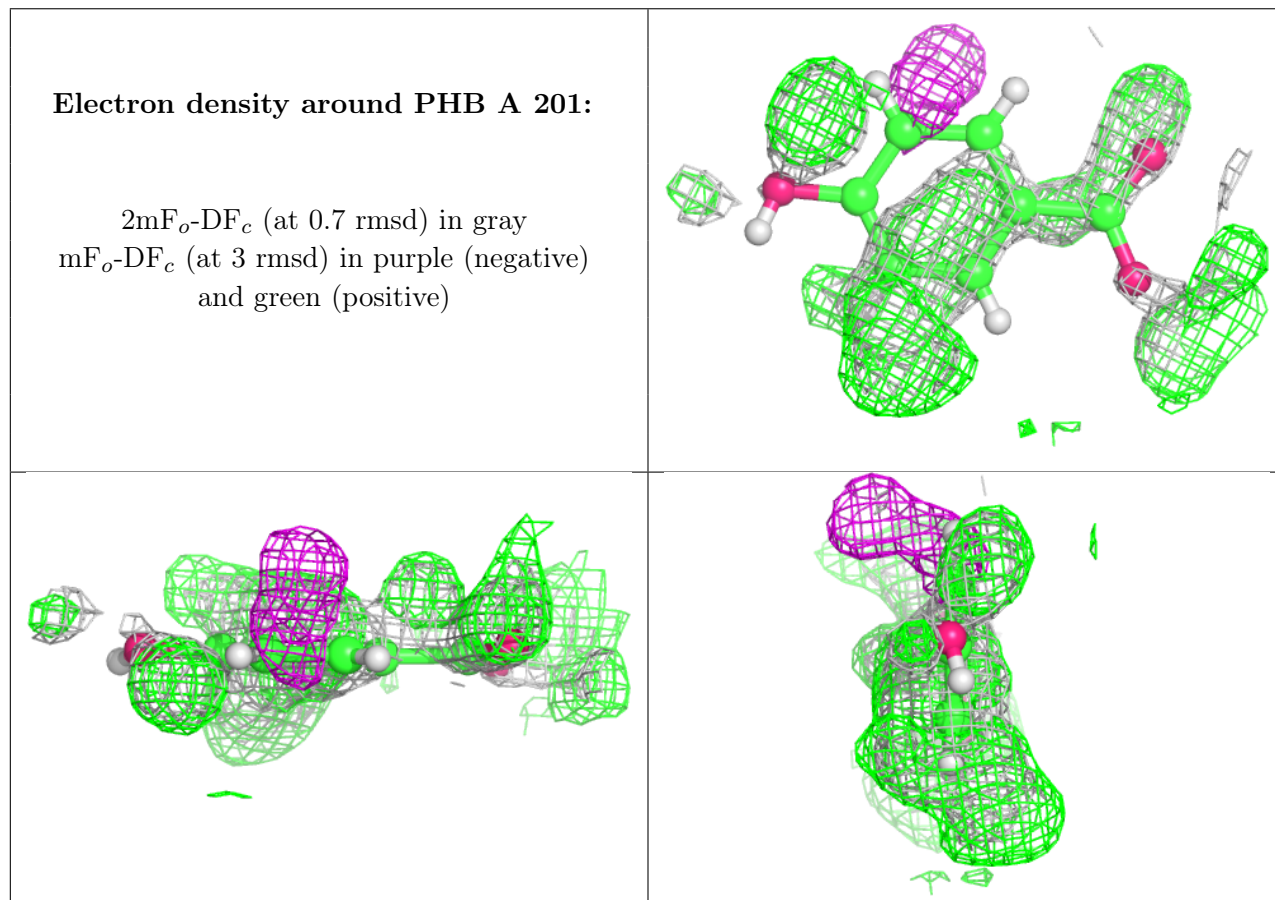 Electron density around PHB A 201:
2mFₒ-DF𝒸 (at 0.7 rmsd) in gray
mFₒ-DF𝒸 (at 3 rmsd) in purple (negative)
and green (positive)